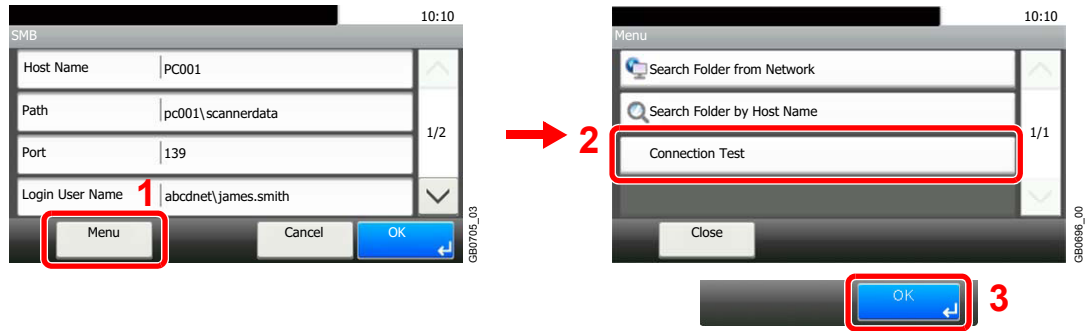 10:10
SMB
Host Name PC001
Path pc001\scannerdata
1/2
Port 139
Login User Name abcdnet\james.smith
1
Menu Cancel OK
GB0705_03
2
10:10
Menu
Search Folder from Network
Search Folder by Host Name
1/1
Connection Test
Close
GB0696_00
OK
3